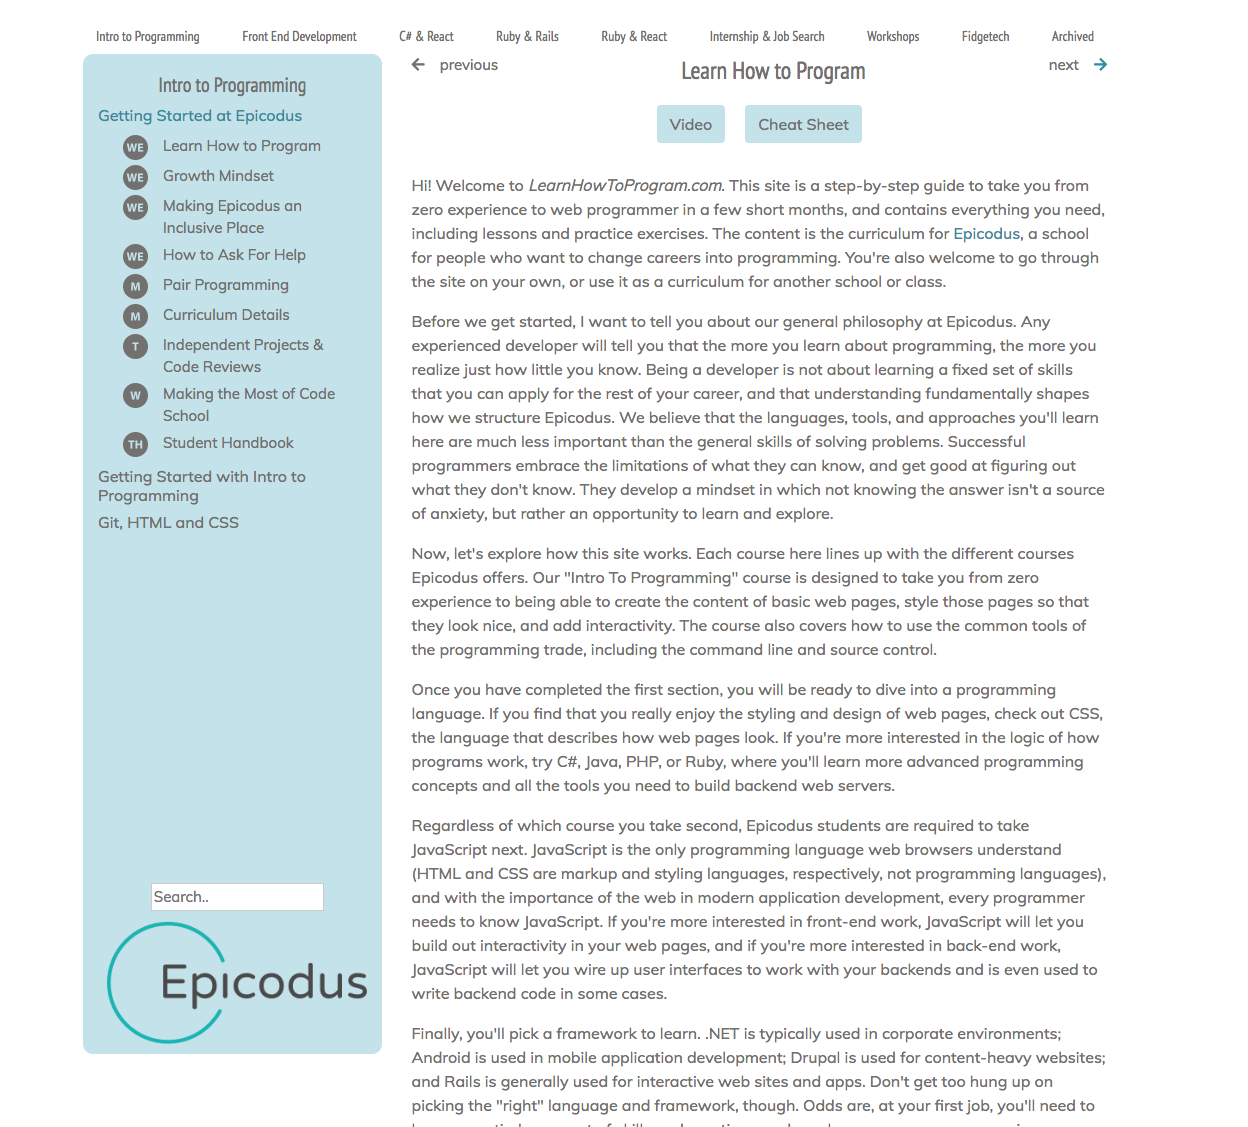 Intro to Programming
Front End Development
C# & React
Ruby & Rails
Ruby & React
Internship & Job Search
Workshops
Fidgetech
Archived
Intro to Programming
Getting Started at Epicodus
WE Learn How to Program
WE Growth Mindset
WE Making Epicodus an
Inclusive Place
WE How to Ask For Help
M Pair Programming
M Curriculum Details
T Independent Projects &
Code Reviews
W Making the Most of Code
School
TH Student Handbook
Getting Started with Intro to
Programming
Git, HTML and CSS
Search..
Epicodus
previous
Learn How to Program
next
Video
Cheat Sheet
Hi! Welcome to LearnHowToProgram.com. This site is a step-by-step guide to take you from
zero experience to web programmer in a few short months, and contains everything you need,
including lessons and practice exercises. The content is the curriculum for Epicodus, a school
for people who want to change careers into programming. You're also welcome to go through
the site on your own, or use it as a curriculum for another school or class.
Before we get started, I want to tell you about our general philosophy at Epicodus. Any
experienced developer will tell you that the more you learn about programming, the more you
realize just how little you know. Being a developer is not about learning a fixed set of skills
that you can apply for the rest of your career, and that understanding fundamentally shapes
how we structure Epicodus. We believe that the languages, tools, and approaches you'll learn
here are much less important than the general skills of solving problems. Successful
programmers embrace the limitations of what they can know, and get good at figuring out
what they don't know. They develop a mindset in which not knowing the answer isn't a source
of anxiety, but rather an opportunity to learn and explore.
Now, let's explore how this site works. Each course here lines up with the different courses
Epicodus offers. Our "Intro To Programming" course is designed to take you from zero
experience to being able to create the content of basic web pages, style those pages so that
they look nice, and add interactivity. The course also covers how to use the common tools of
the programming trade, including the command line and source control.
Once you have completed the first section, you will be ready to dive into a programming
language. If you find that you really enjoy the styling and design of web pages, check out CSS,
the language that describes how web pages look. If you're more interested in the logic of how
programs work, try C#, Java, PHP, or Ruby, where you'll learn more advanced programming
concepts and all the tools you need to build backend web servers.
Regardless of which course you take second, Epicodus students are required to take
JavaScript next. JavaScript is the only programming language web browsers understand
(HTML and CSS are markup and styling languages, respectively, not programming languages),
and with the importance of the web in modern application development, every programmer
needs to know JavaScript. If you're more interested in front-end work, JavaScript will let you
build out interactivity in your web pages, and if you're more interested in back-end work,
JavaScript will let you wire up user interfaces to work with your backends and is even used to
write backend code in some cases.
Finally, you'll pick a framework to learn. .NET is typically used in corporate environments;
Android is used in mobile application development; Drupal is used for content-heavy websites;
and Rails is generally used for interactive web sites and apps. Don't get too hung up on
picking the "right" language and framework, though. Odds are, at your first job, you'll need to